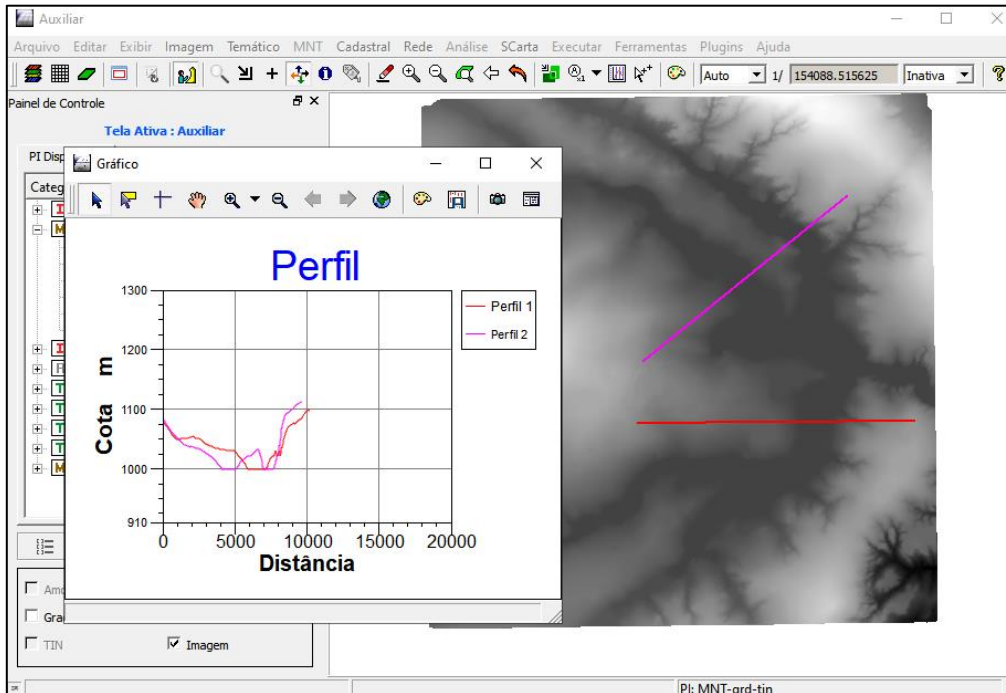 Auxiliar
Arquivo Editar Exibir Imagem Temático MNT Cadastral Rede Análise SCarta Executar Ferramentas Plugins Ajuda
Auto 1/ 154088.515625 Inativa
Painel de Controle
Tela Ativa : Auxiliar
PI Disp
Categ
Gráfico
Perfil
1300
1200
1100
1000
910
Cota m
0 5000 10000 15000 20000
Distância
Perfil 1
Perfil 2
I
M
I
R
T
T
T
T
M
Amo
Gra
TIN Imagem
PI: MNT-grd-tin